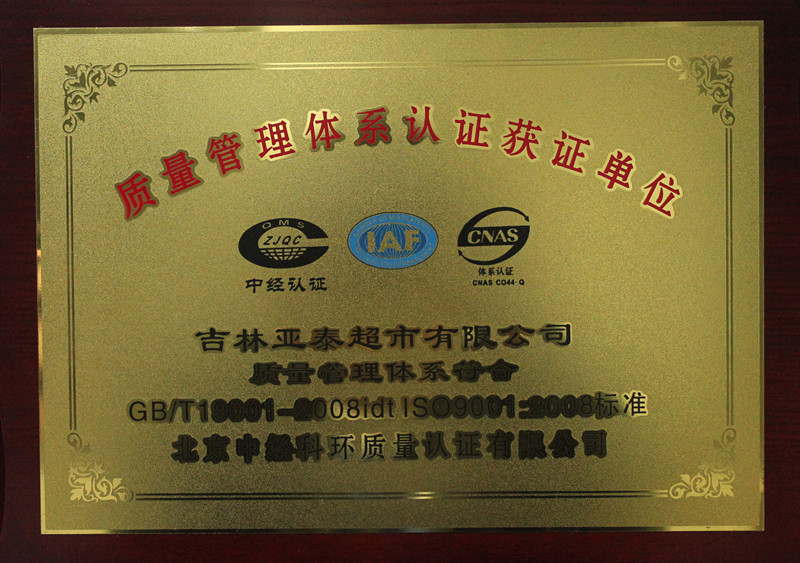 质量管理体系认证获证单位
QMS
ZJQC
中经认证
IAF
CNAS
体系认证
CNAS C044-Q
吉林亚泰超市有限公司
质量管理体系符合
GB/T19001-2008idt ISO9001:2008标准
北京中经科环质量认证有限公司